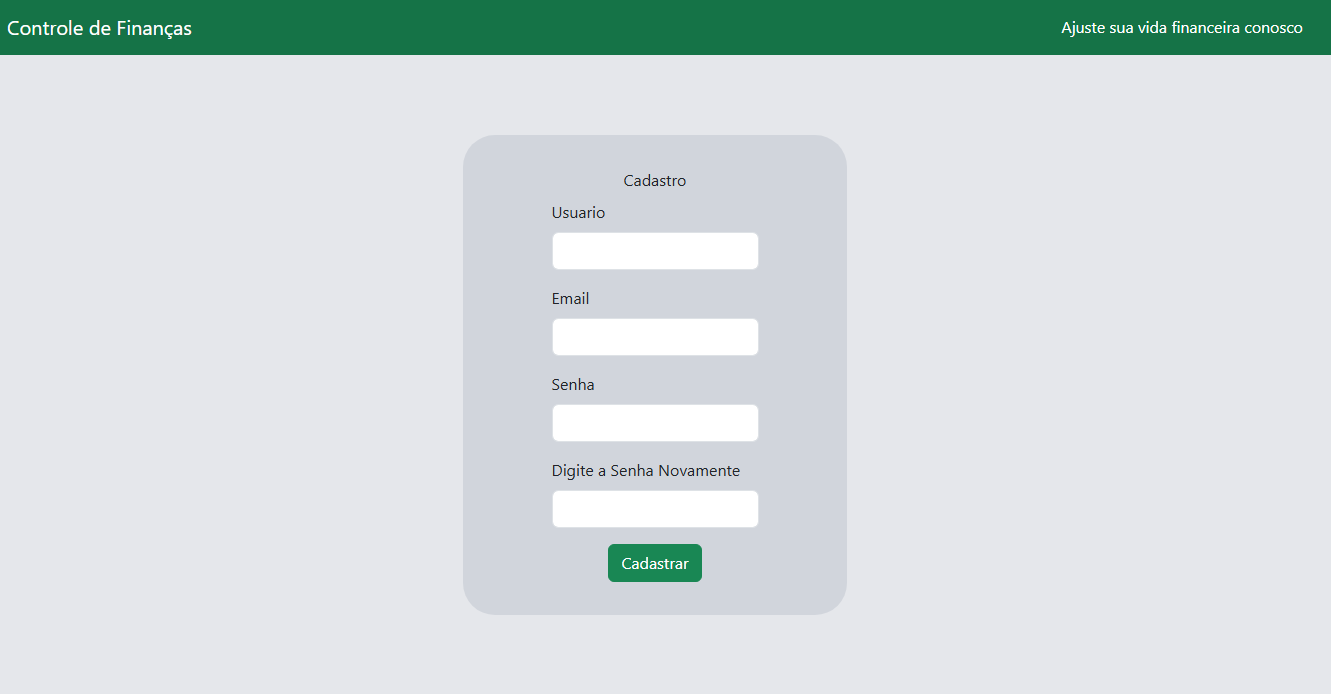 Controle de Finanças
Ajuste sua vida financeira conosco
Cadastro
Usuario
Email
Senha
Digite a Senha Novamente
Cadastrar